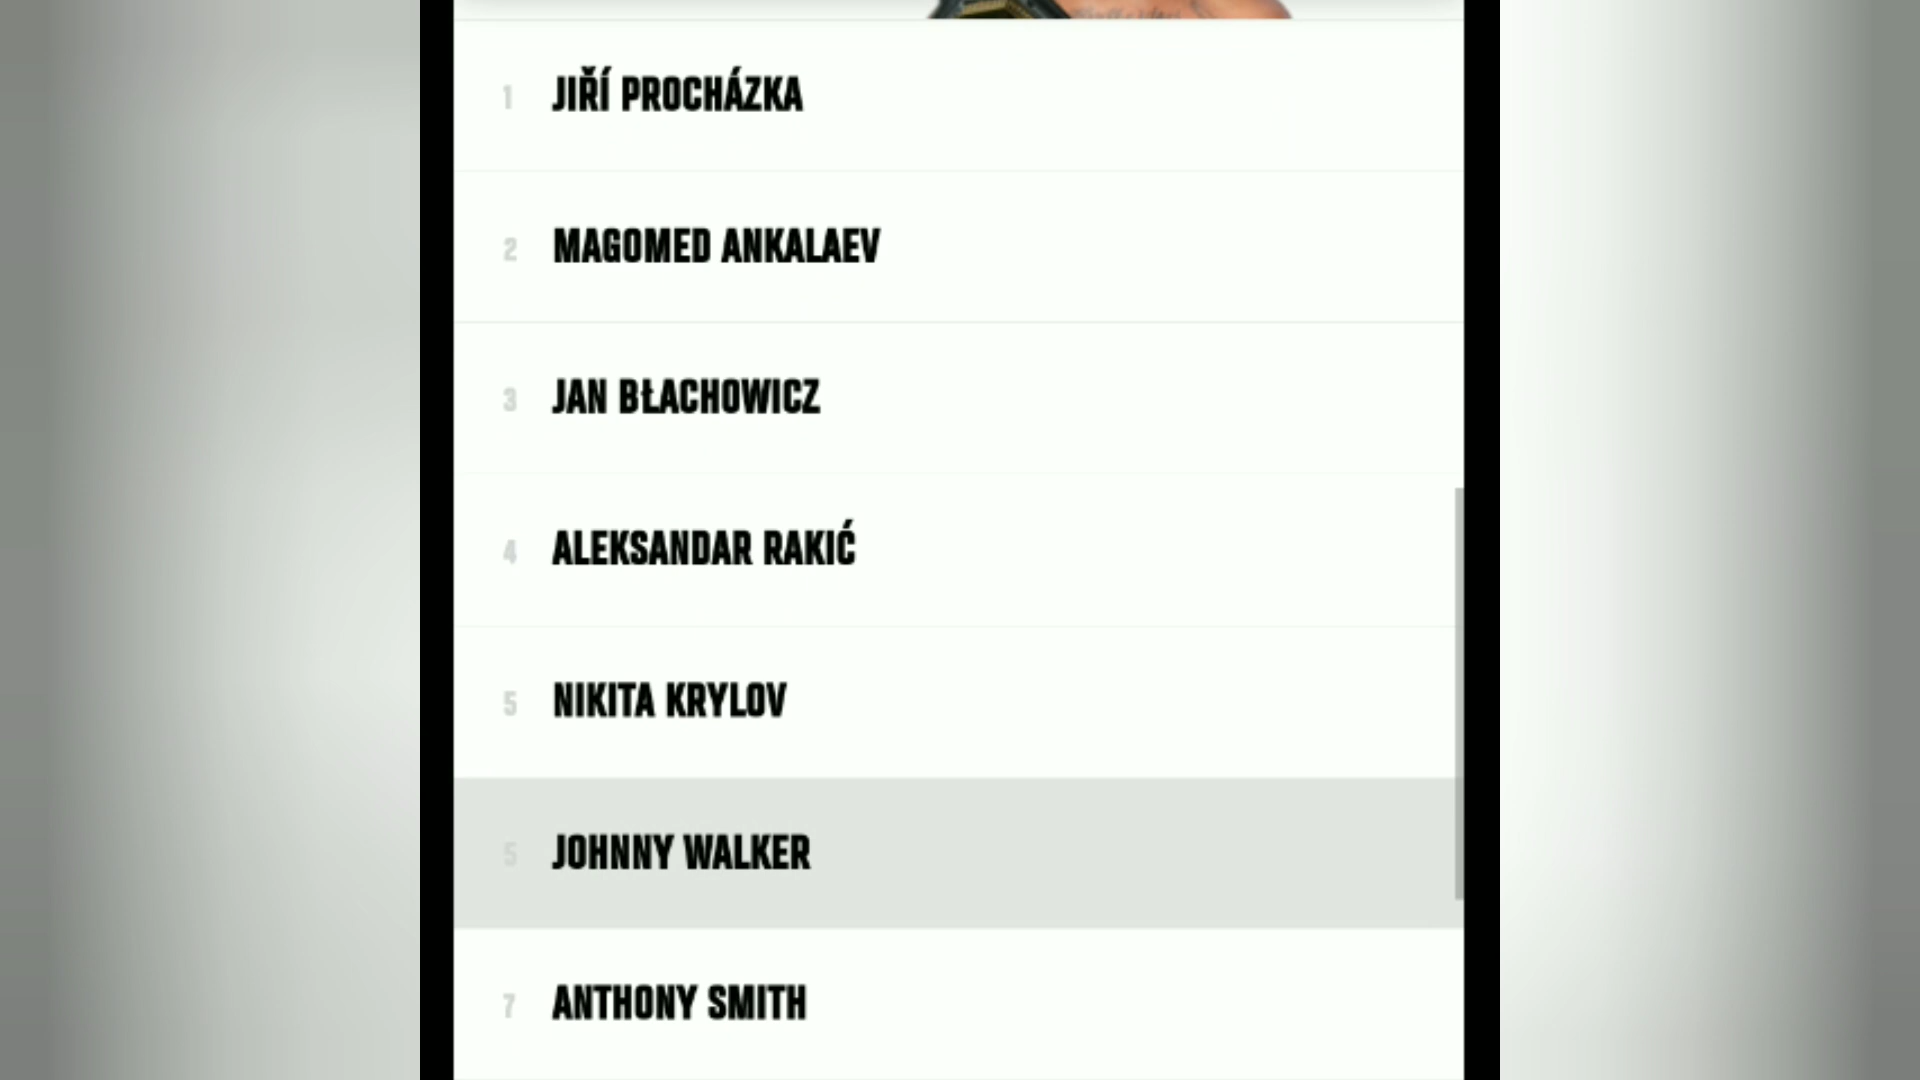 1 JIŘÍ PROCHÁZKA
2 MAGOMED ANKALAEV
3 JAN BŁACHOWICZ
4 ALEKSANDAR RAKIĆ
5 NIKITA KRYLOV
5 JOHNNY WALKER
7 ANTHONY SMITH